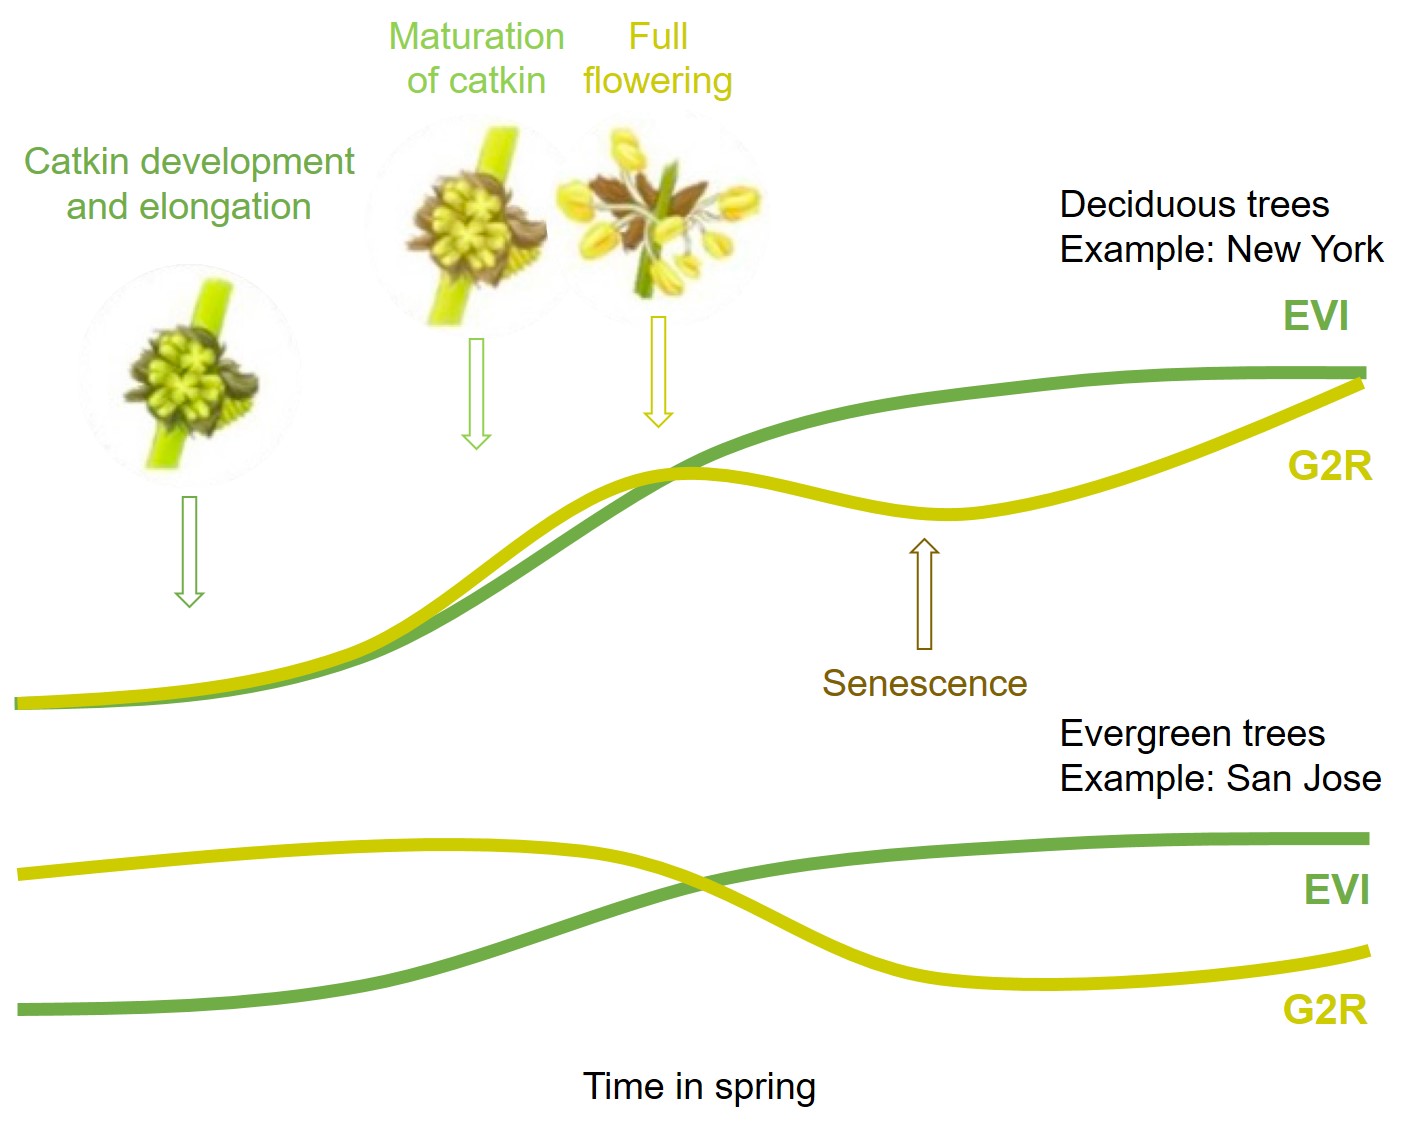 Maturation
of catkin
Full
flowering
Catkin development
and elongation
Deciduous trees
Example: New York
EVI
G2R
Senescence
Evergreen trees
Example: San Jose
EVI
G2R
Time in spring